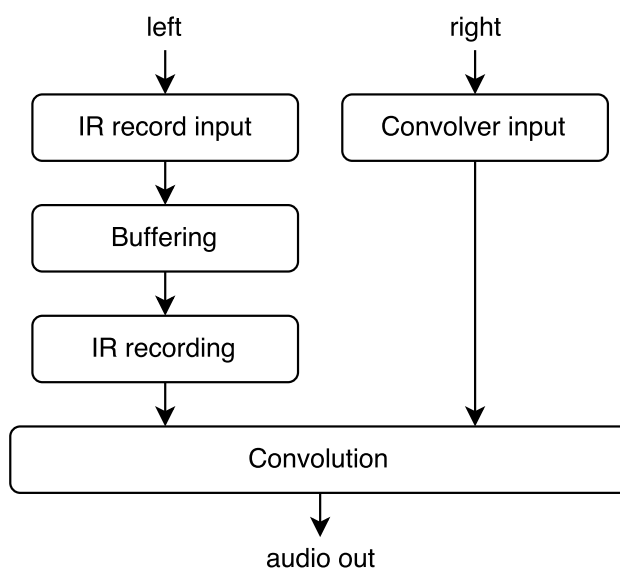 left
right
IR record input
Convolver input
Buffering
IR recording
Convolution
audio out